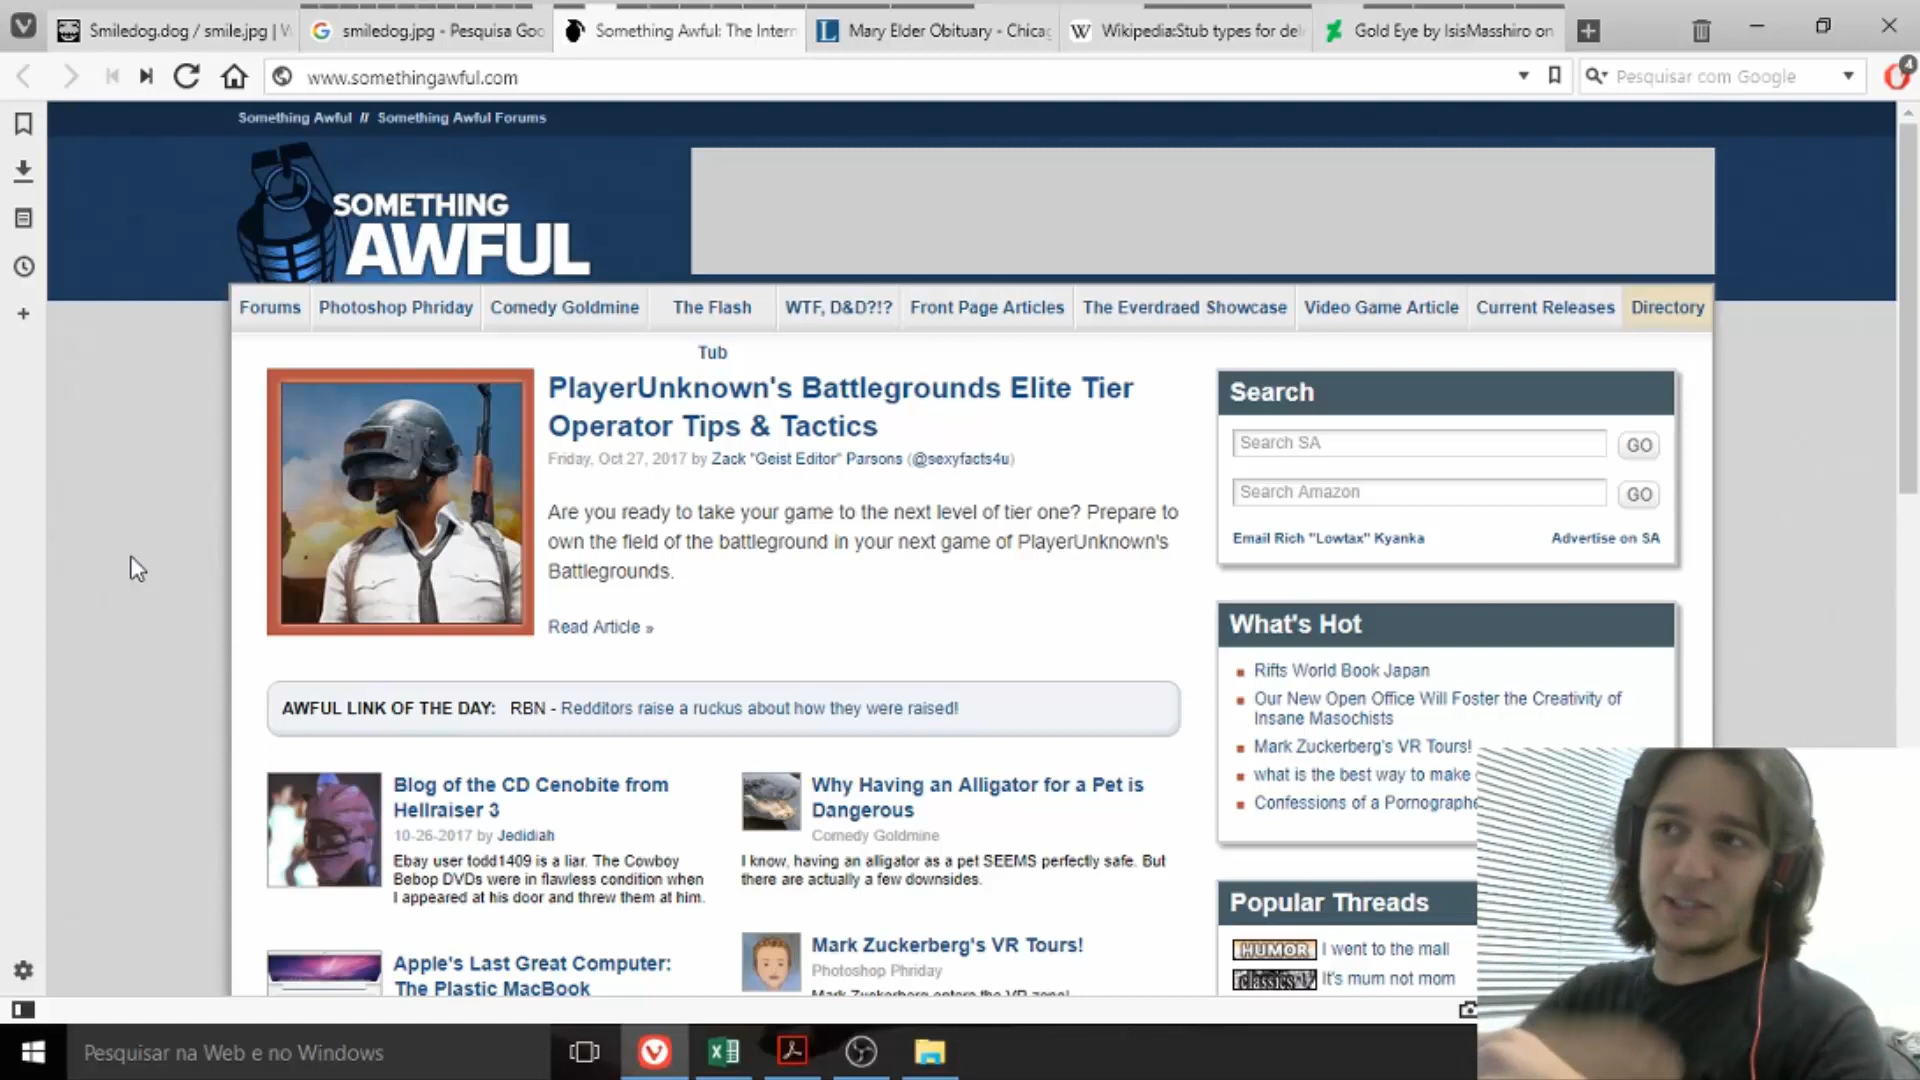 Smiledog.dog / smile.jpg |
smiledog.jpg - Pesquisa Goo
Something Awful: The Intern
Mary Elder Obituary - Chicag
Wikipedia:Stub types for del
Gold Eye by IsisMasshiro on
www.somethingawful.com
Pesquisar com Google
4
Something Awful // Something Awful Forums
SOMETHING
AWFUL
Forums
Photoshop Phriday
Comedy Goldmine
The Flash
Tub
WTF, D&D?!?
Front Page Articles
The Everdraed Showcase
Video Game Article
Current Releases
Directory
PlayerUnknown's Battlegrounds Elite Tier
Operator Tips & Tactics
Friday, Oct 27, 2017 by Zack "Geist Editor" Parsons (@sexyfacts4u)
Are you ready to take your game to the next level of tier one? Prepare to
own the field of the battleground in your next game of PlayerUnknown's
Battlegrounds.
Read Article »
AWFUL LINK OF THE DAY: RBN - Redditors raise a ruckus about how they were raised!
Blog of the CD Cenobite from
Hellraiser 3
10-26-2017 by Jedidiah
Ebay user todd1409 is a liar. The Cowboy
Bebop DVDs were in flawless condition when
I appeared at his door and threw them at him.
Apple's Last Great Computer:
The Plastic MacBook
Why Having an Alligator for a Pet is
Dangerous
Comedy Goldmine
I know, having an alligator as a pet SEEMS perfectly safe. But
there are actually a few downsides.
Mark Zuckerberg's VR Tours!
Photoshop Phriday
Mark Zuckerberg enters the VR zone!
Search
Search SA
GO
Search Amazon
GO
Email Rich "Lowtax" Kyanka
Advertise on SA
What's Hot
Rifts World Book Japan
Our New Open Office Will Foster the Creativity of
Insane Masochists
Mark Zuckerberg's VR Tours!
what is the best way to make
Confessions of a Pornographe
Popular Threads
HUMOR I went to the mall
classics It's mum not mom
Pesquisar na Web e no Windows